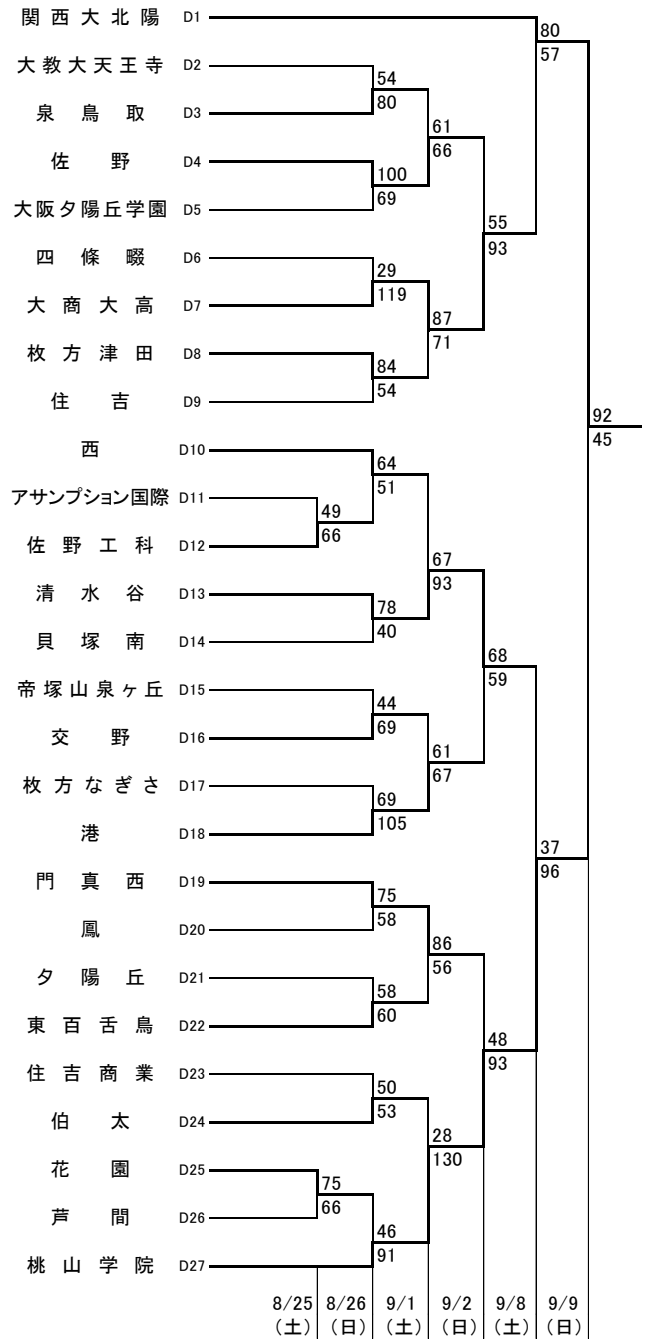 関西大北陽 D1
80
57
大教大天王寺 D2
54
80
泉鳥取 D3
61
66
佐野 D4
100
69
大阪夕陽丘学園 D5
55
93
四條畷 D6
29
119
大商大高 D7
87
71
枚方津田 D8
84
54
住吉 D9
92
45
西 D10
64
51
アサンプション国際 D11
49
66
佐野工科 D12
67
93
清水谷 D13
78
40
貝塚南 D14
68
59
帝塚山泉ヶ丘 D15
44
69
交野 D16
61
67
枚方なぎさ D17
69
105
港 D18
37
96
門真西 D19
75
58
鳳 D20
86
56
夕陽丘 D21
58
60
東百舌鳥 D22
48
93
住吉商業 D23
50
53
伯太 D24
28
130
花園 D25
75
66
芦間 D26
46
91
桃山学院 D27
8/25 8/26 9/1 9/2 9/8 9/9
（土） （日） （土） （日） （土） （日）